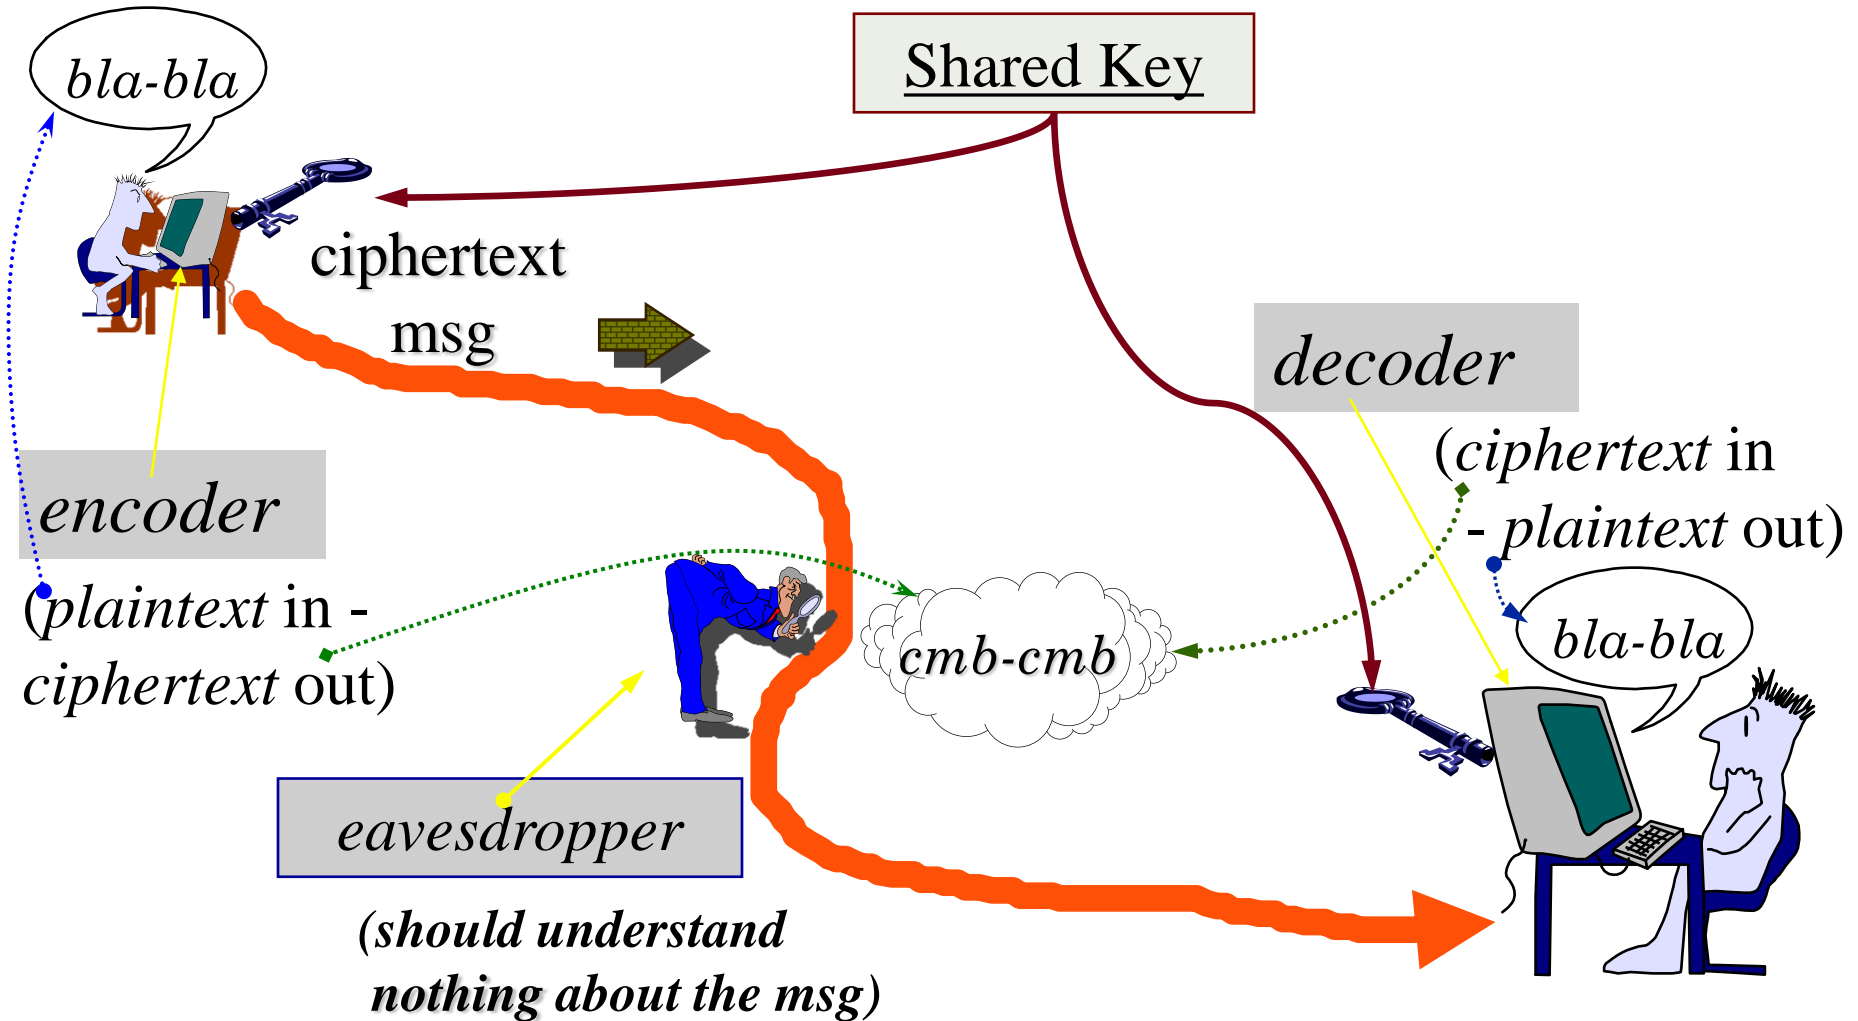 bla-bla
Shared Key
ciphertext
msg
decoder
(ciphertext in
- plaintext out)
encoder
(plaintext in -
ciphertext out)
cmb-cmb
bla-bla
eavesdropper
(should understand
nothing about the msg)